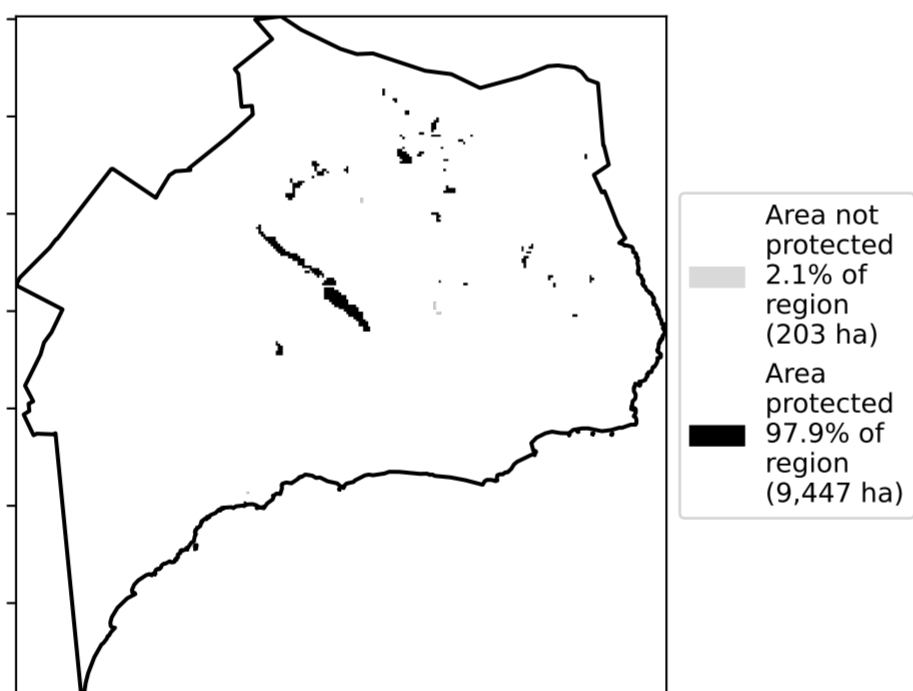 Area not
protected
2.1% of
region
(203 ha)
Area
protected
97.9% of
region
(9,447 ha)